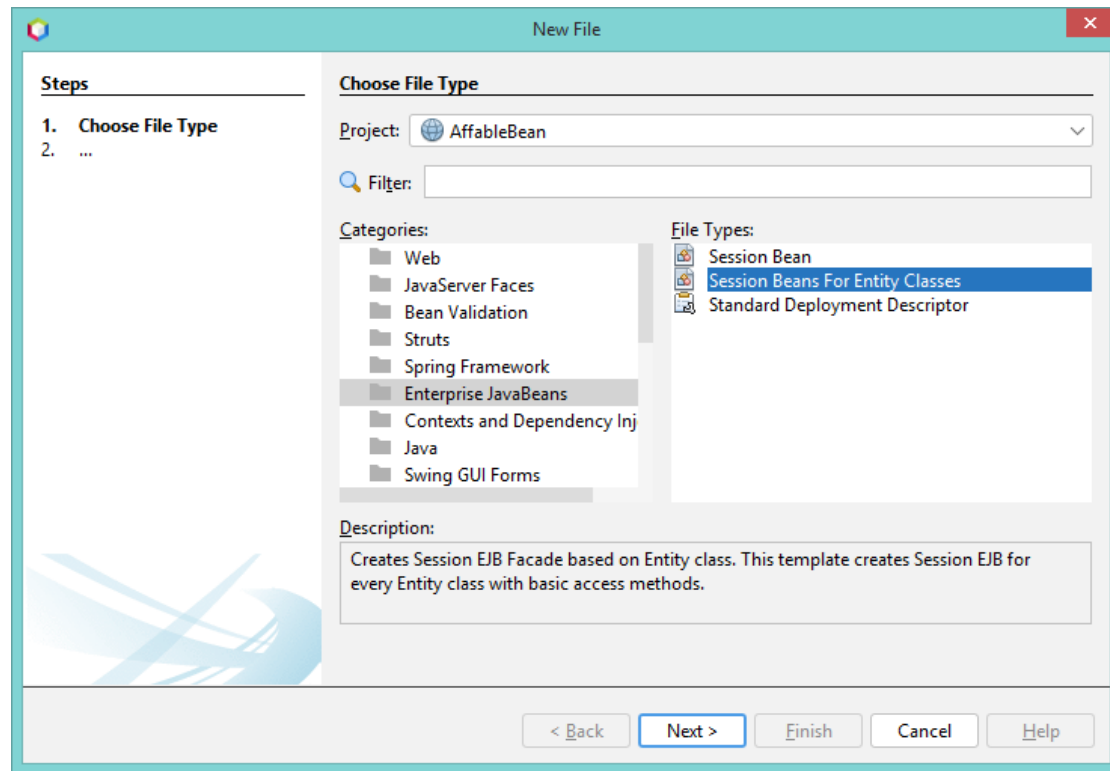 New File
Steps
1. Choose File Type
2. ...
Choose File Type
Project: AffableBean
Filter:
Categories:
Web
JavaServer Faces
Bean Validation
Struts
Spring Framework
Enterprise JavaBeans
Contexts and Dependency Inj
Java
Swing GUI Forms
File Types:
Session Bean
Session Beans For Entity Classes
Standard Deployment Descriptor
Description:
Creates Session EJB Facade based on Entity class. This template creates Session EJB for
every Entity class with basic access methods.
< Back Next > Finish Cancel Help